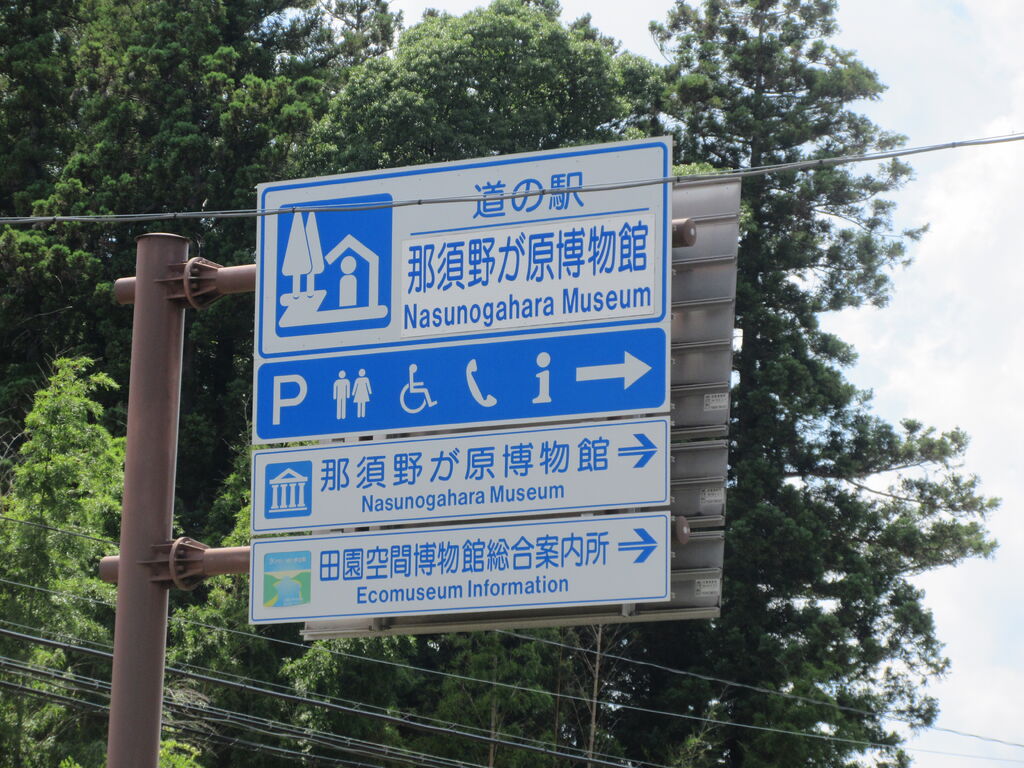 道の駅
那須野が原博物館
Nasunogahara Museum
P
那須野が原博物館
Nasunogahara Museum
田園空間博物館総合案内所
Ecomuseum Information